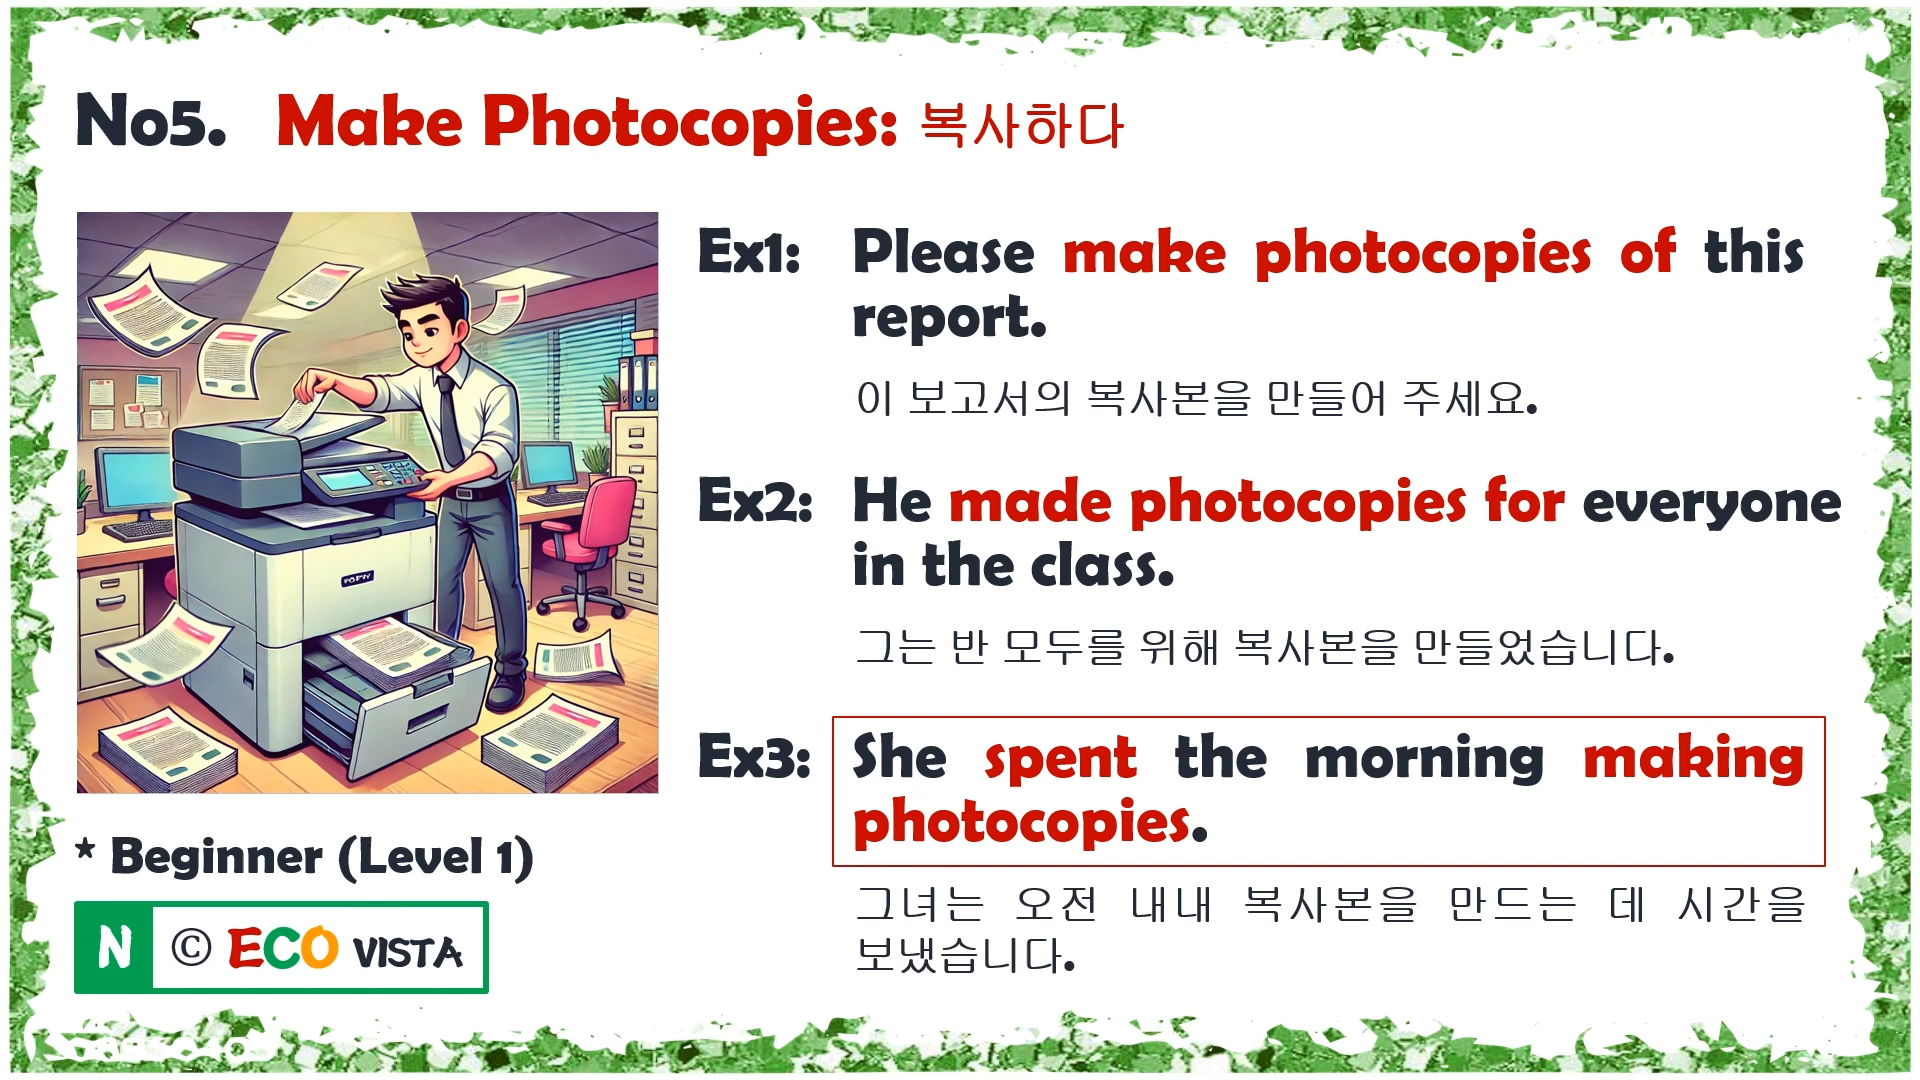 No5. Make Photocopies: 복사하다
Ex1: Please make photocopies of this
report.
이 보고서의 복사본을 만들어 주세요.
Ex2: He made photocopies for everyone
in the class.
그는 반 모두를 위해 복사본을 만들었습니다.
Ex3: She spent the morning making
photocopies.
그녀는 오전 내내 복사본을 만드는 데 시간을
보냈습니다.
* Beginner (Level 1)
N © ECO VISTA